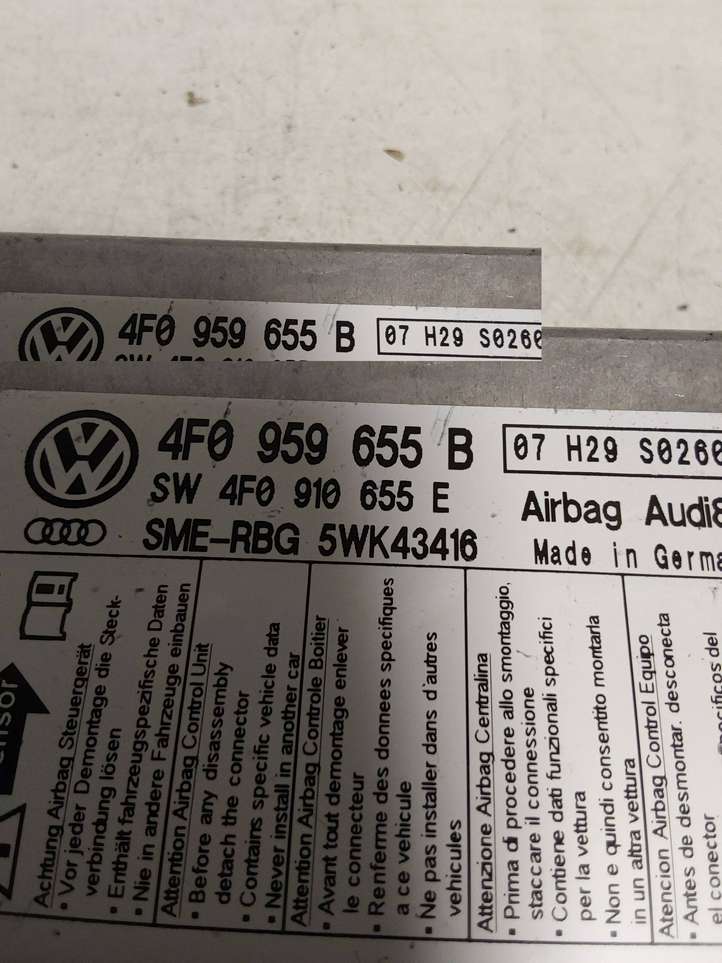 4F0 959 655 B 07 H29 S0260
4F0 959 655 B 07 H29 S0260
SW 4F0 910 655 E Airbag Audi8
SME-RBG 5WK43416 Made in Germa
Achtung Airbag Steuergerät
• Vor jeder Demontage die Steck-
verbindung lösen
• Enthält fahrzeugspezifische Daten
• Nie in andere Fahrzeuge einbauen
Attention Airbag Control Unit
• Before any disassembly
detach the connector
• Contains specific vehicle data
• Never install in another car
Attention Airbag Controle Boitier
• Avant tout demontage enlever
le connecteur
• Renferme des donnees specifiques
a ce vehicule
• Ne pas installer dans d'autres
vehicules
Attenzione Airbag Centralina
• Prima di procedere allo smontaggio,
staccare il connessione
• Contiene dati funzionali specifici
per la vettura
• Non e quindi consentito montarla
in un altra vettura
Atencion Airbag Control Equipo
• Antes de desmontar. desconecta
el conector